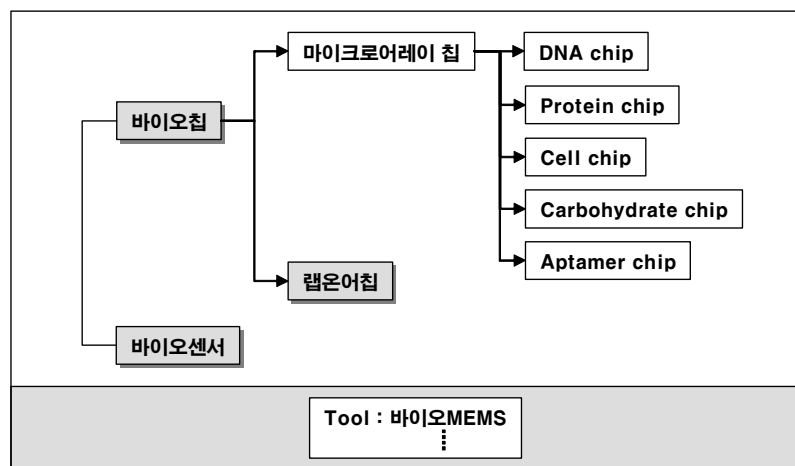 마이크로어레이 칩
DNA chip
Protein chip
바이오칩
Cell chip
Carbohydrate chip
Aptamer chip
랩온어칩
바이오센서
Tool : 바이오MEMS